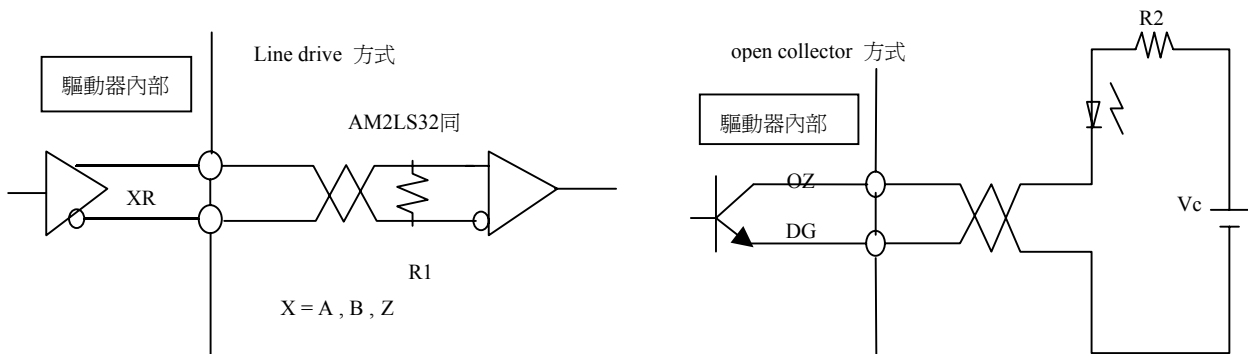 Line drive 方式
驅動器內部
AM2LS32同
XR
R1
X = A , B , Z
R2
open collector 方式
驅動器內部
OZ
DG
Vc